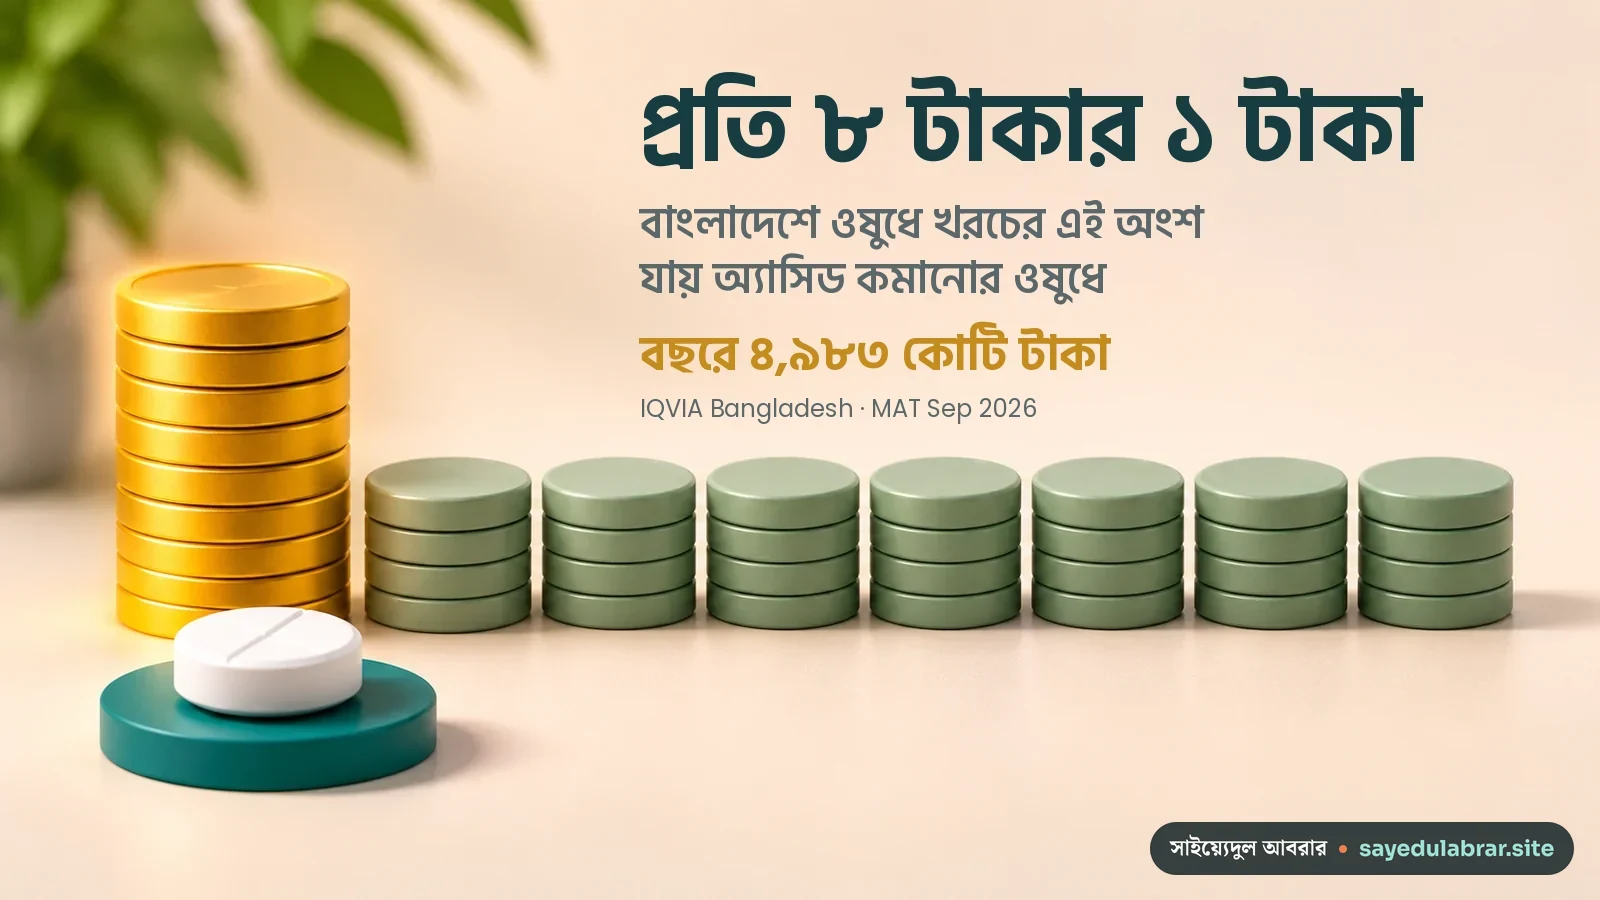 প্রতি ৮ টাকার ১ টাকা
বাংলাদেশে ওষুধে খরচের এই অংশ
যায় অ্যাসিড কমানোর ওষুধে
বছরে ৪,৯৮৩ কোটি টাকা
IQVIA Bangladesh · MAT Sep 2026
সাইয়্যেদুল আবরার • sayedulabrar.site